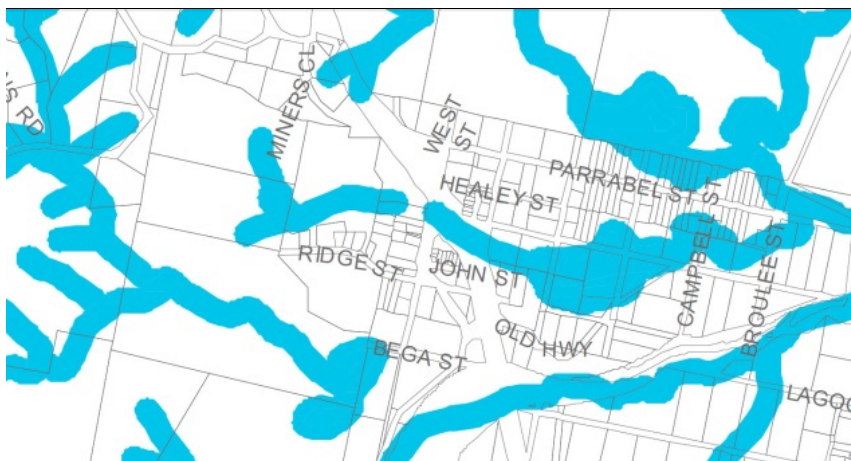 MINERS CL
RD
WEST
ST
PARRABEL ST
HEALEY ST
CAMPBELL ST
BROULEE ST
RIDGE ST
JOHN ST
OLD HWY
BEGA ST